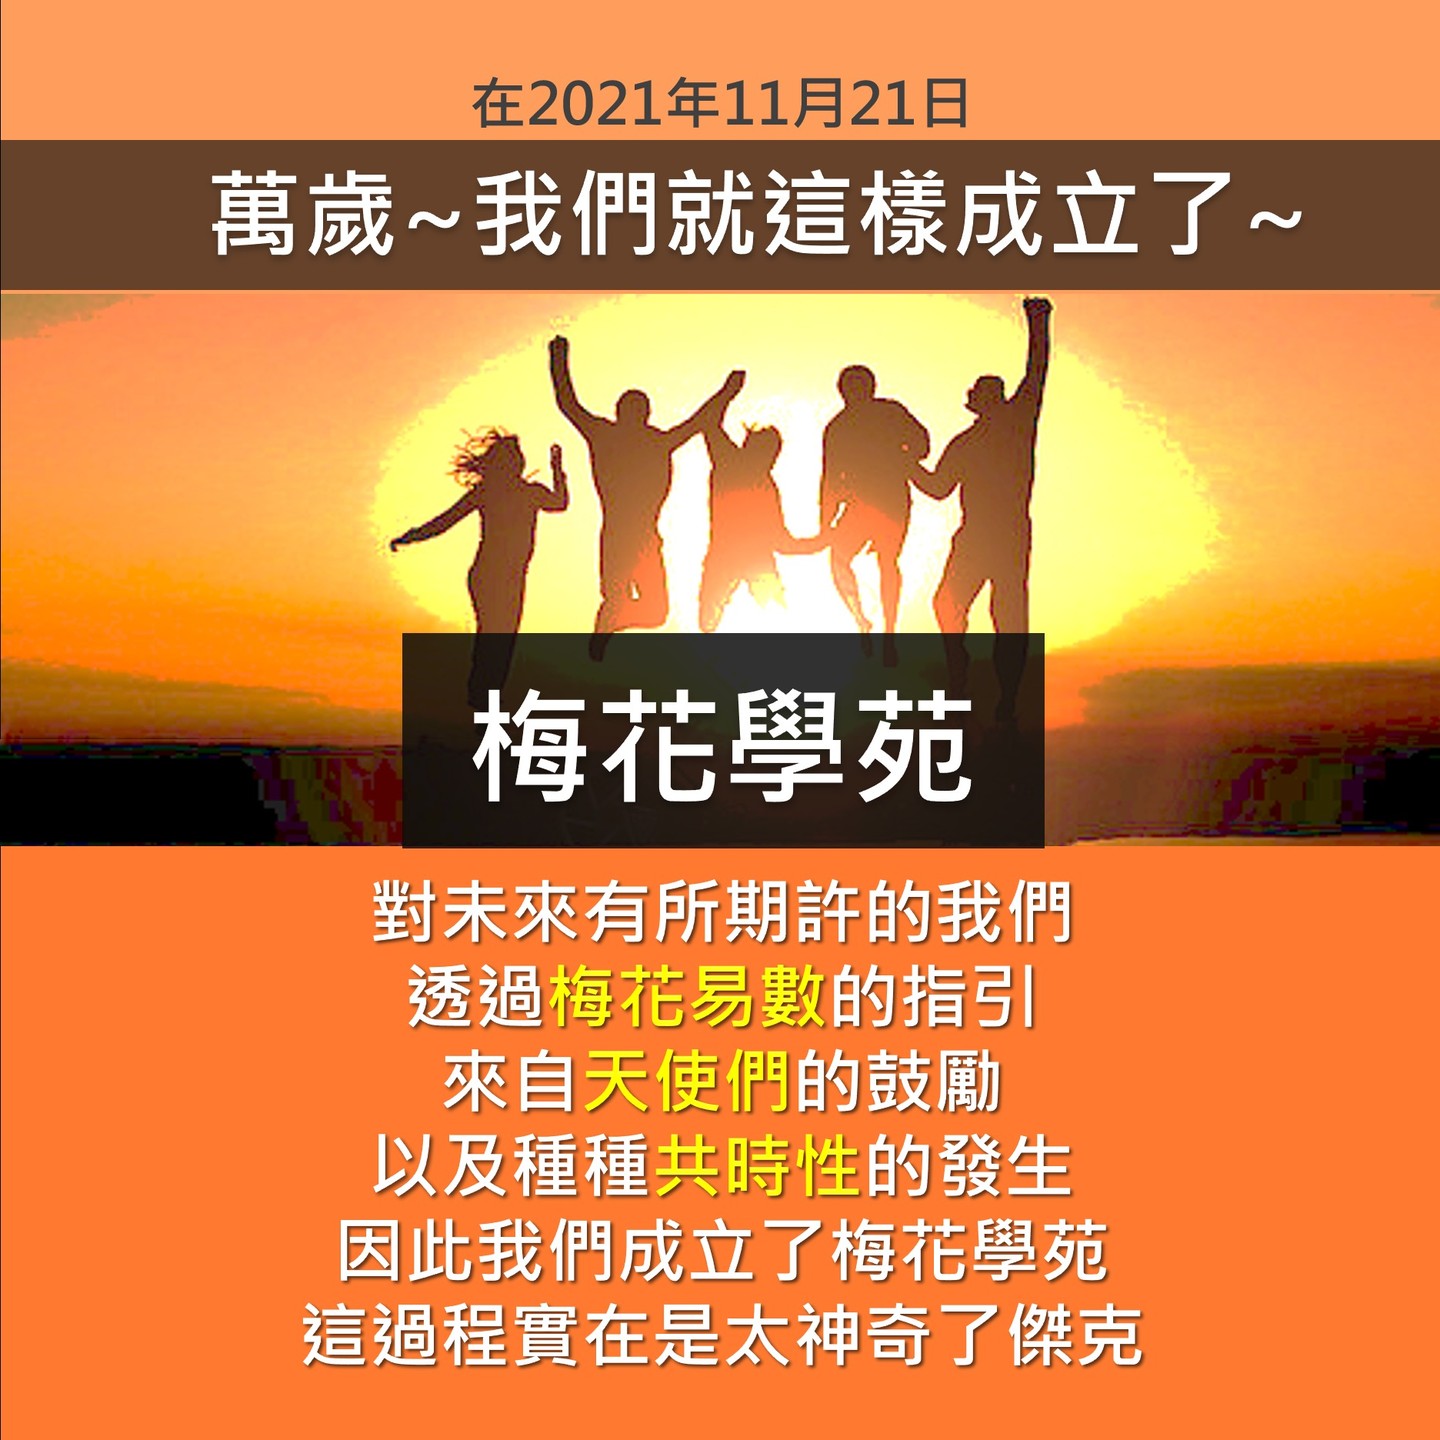 在2021年11月21日
萬歲~我們就這樣成立了~
梅花學苑
對未來有所期許的我們
透過梅花易數的指引
來自天使們的鼓勵
以及種種共時性的發生
因此我們成立了梅花學苑
這過程實在是太神奇了傑克